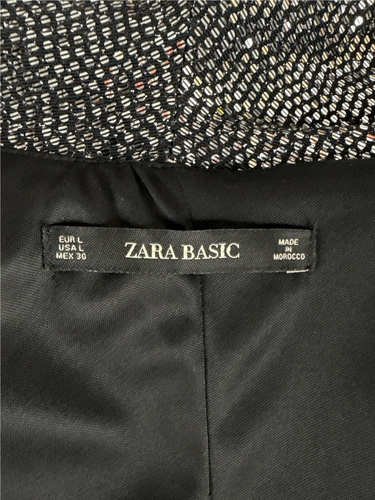 EUR L
USA L
MEX 30
ZARA BASIC
MADE
IN
MOROCCO